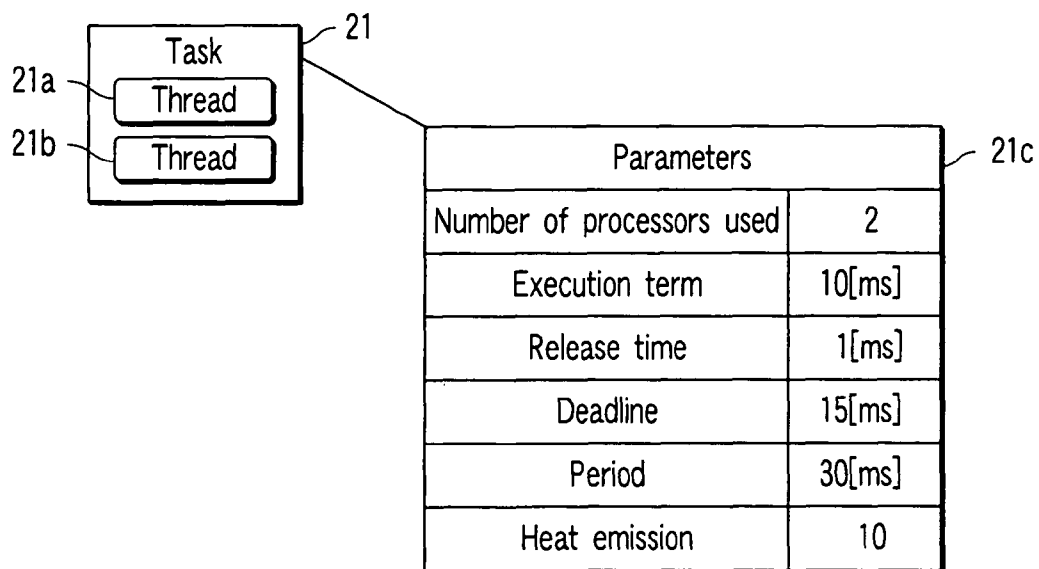 21
Task
21a
Thread
21b
Thread
Parameters
21c
Number of processors used 2
Execution term 10[ms]
Release time 1[ms]
Deadline 15[ms]
Period 30[ms]
Heat emission 10